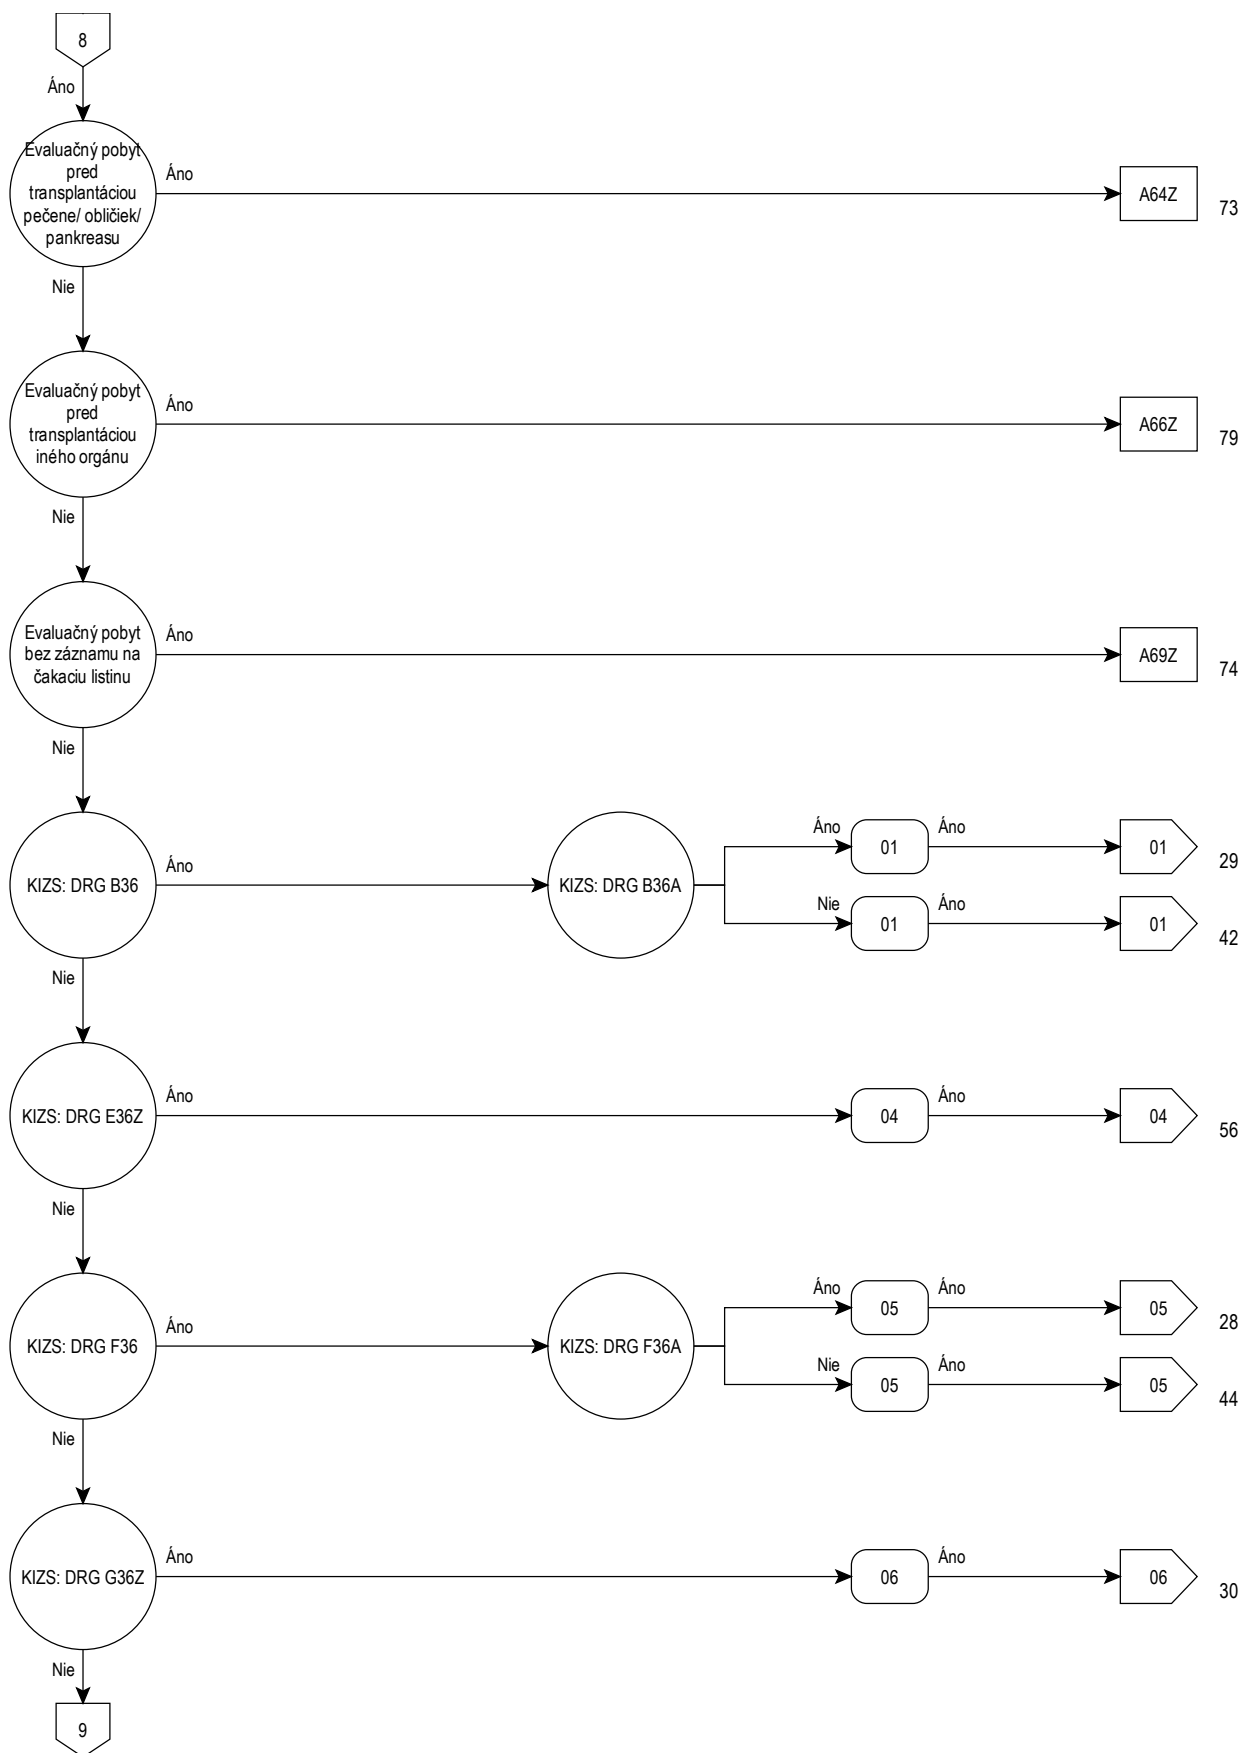 8
Áno
Evaluačný pobyt
pred
transplantáciou
pečene/ obličiek/
pankreasu
Áno
A64Z
73
Nie
Evaluačný pobyt
pred
transplantáciou
iného orgánu
Áno
A66Z
79
Nie
Evaluačný pobyt
bez záznamu na
čakaciu listinu
Áno
A69Z
74
Nie
KIZS: DRG B36
Áno
KIZS: DRG B36A
Áno
01
Áno
01
29
Nie
01
Áno
01
42
Nie
KIZS: DRG E36Z
Áno
04
Áno
04
56
Nie
KIZS: DRG F36
Áno
KIZS: DRG F36A
Áno
05
Áno
05
28
Nie
05
Áno
05
44
Nie
KIZS: DRG G36Z
Áno
06
Áno
06
30
Nie
9